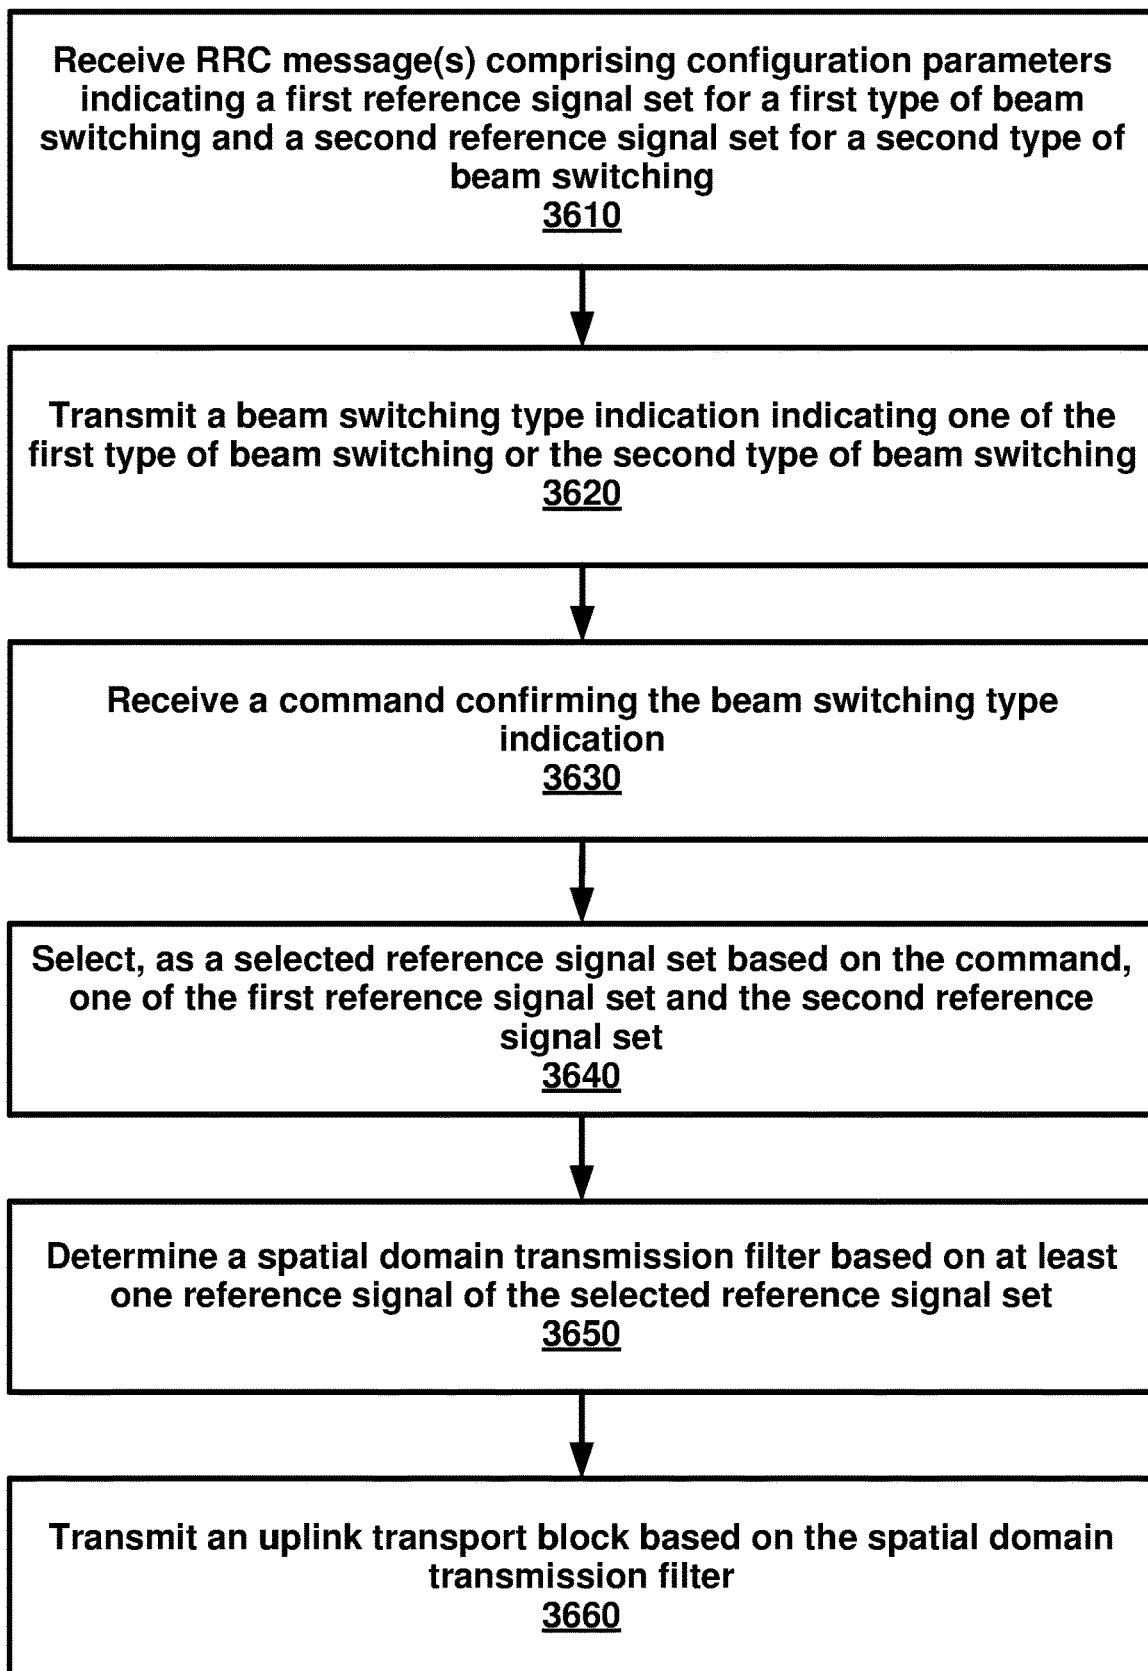 Receive RRC message(s) comprising configuration parameters
indicating a first reference signal set for a first type of beam
switching and a second reference signal set for a second type of
beam switching
3610
Transmit a beam switching type indication indicating one of the
first type of beam switching or the second type of beam switching
3620
Receive a command confirming the beam switching type
indication
3630
Select, as a selected reference signal set based on the command,
one of the first reference signal set and the second reference
signal set
3640
Determine a spatial domain transmission filter based on at least
one reference signal of the selected reference signal set
3650
Transmit an uplink transport block based on the spatial domain
transmission filter
3660